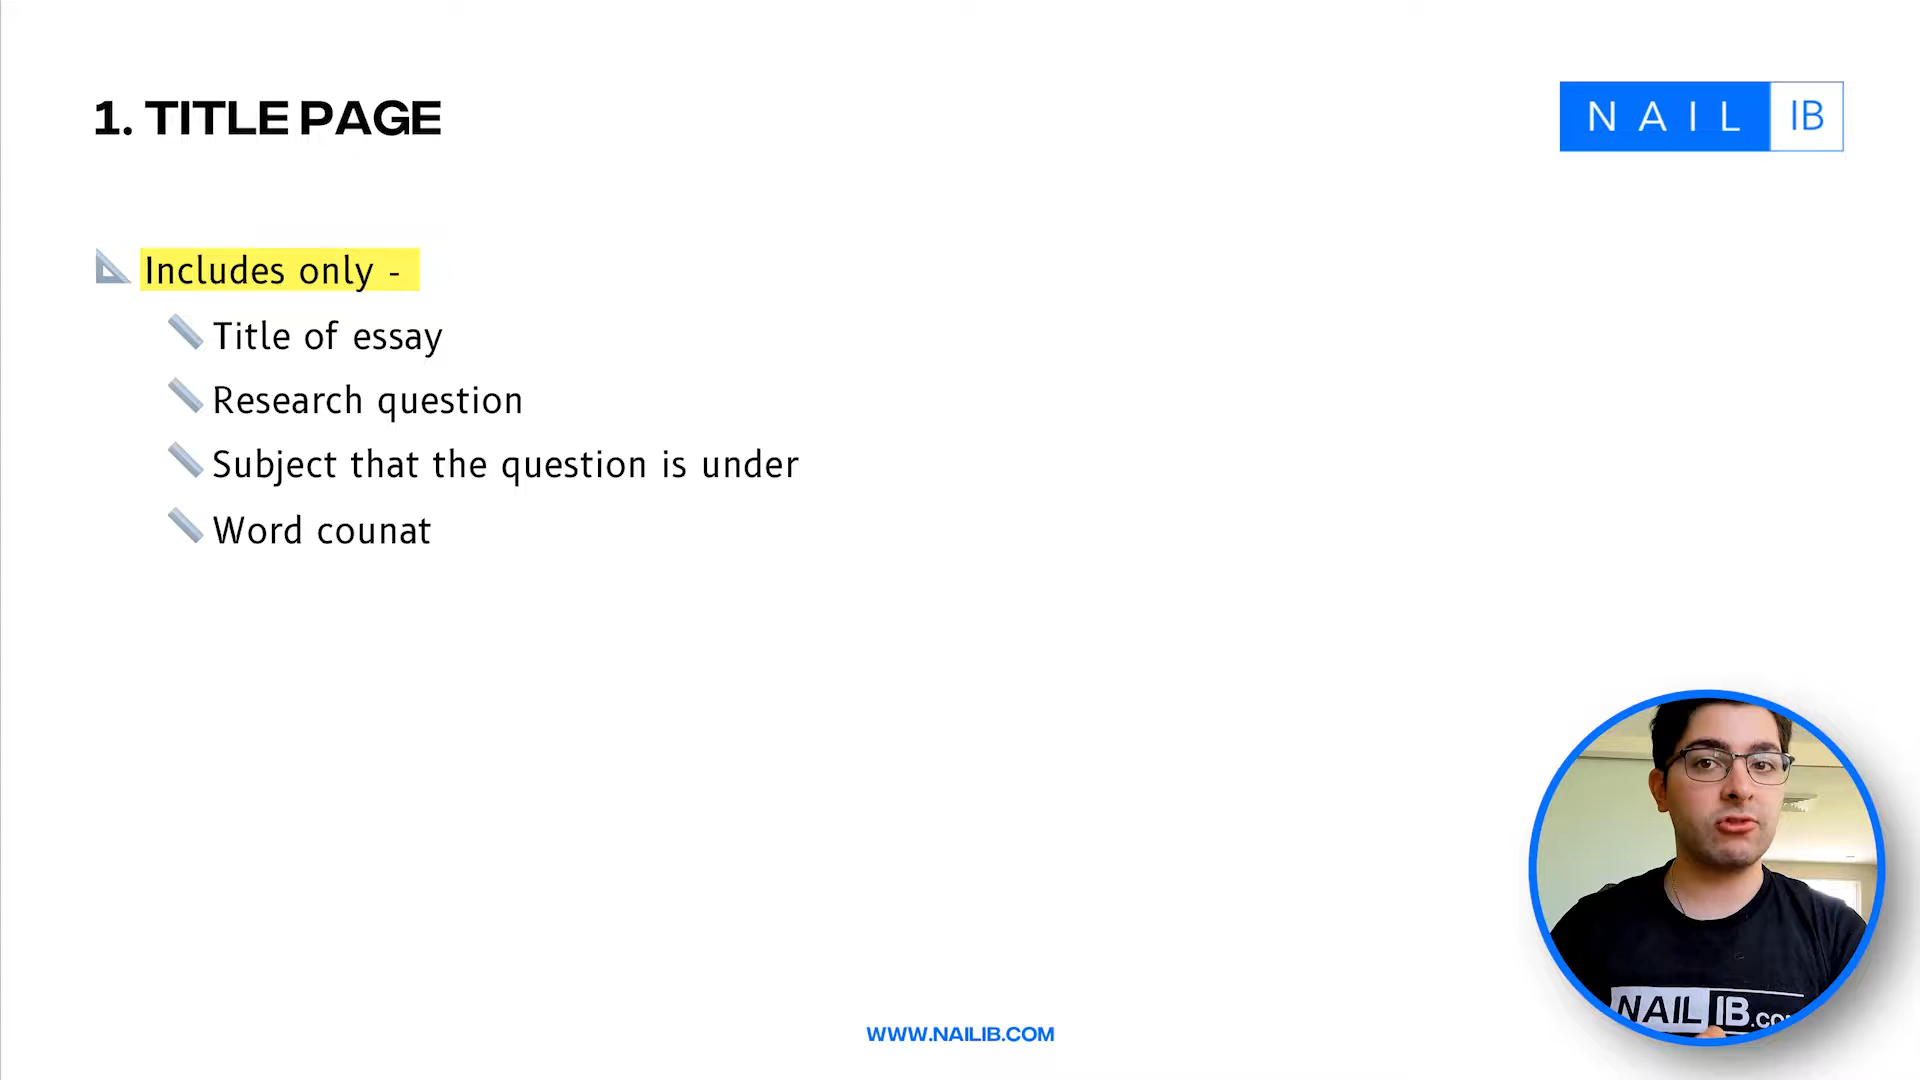 1. TITLE PAGE
NAIL IB
Includes only -
Title of essay
Research question
Subject that the question is under
Word counat
NAIL IB.co
WWW.NAILIB.COM